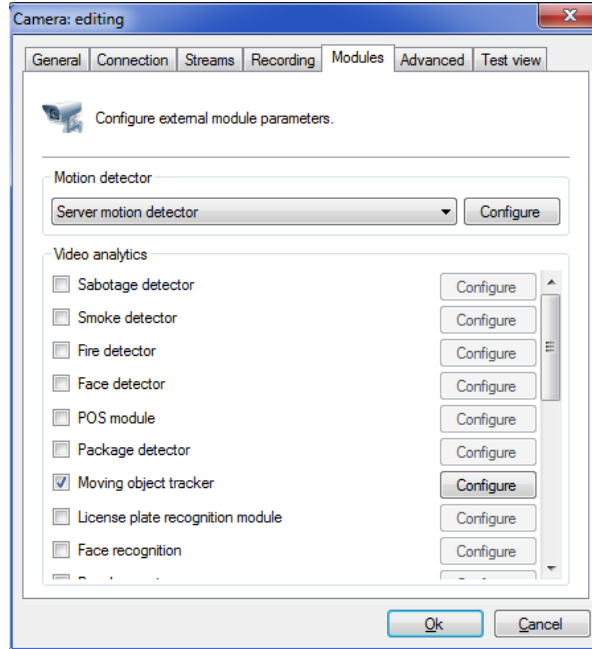 Camera: editing
General Connection Streams Recording Modules Advanced Test view
Configure external module parameters.
Motion detector
Server motion detector Configure
Video analytics
Sabotage detector Configure
Smoke detector Configure
Fire detector Configure
Face detector Configure
POS module Configure
Package detector Configure
Moving object tracker Configure
License plate recognition module Configure
Face recognition Configure
Ok Cancel